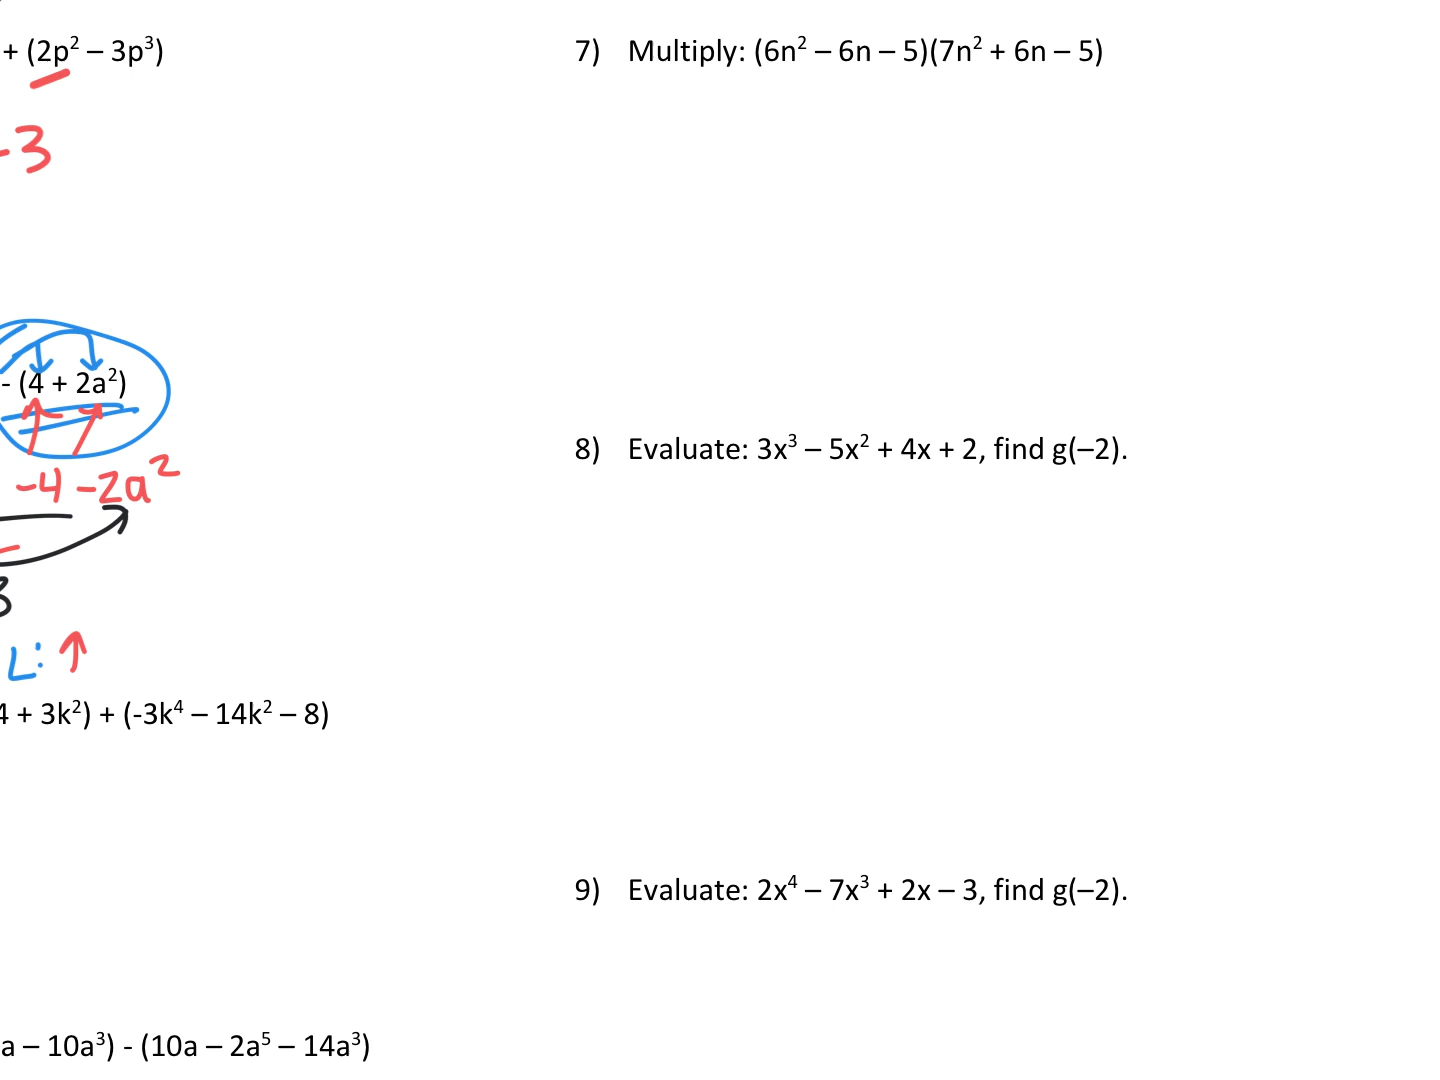 + (2p² – 3p³)
-3
- (4 + 2a²)
-4 -2a²
3
L: ↑
4 + 3k²) + (-3k⁴ – 14k² – 8)
a – 10a³) - (10a – 2a⁵ – 14a³)
7) Multiply: (6n² – 6n – 5)(7n² + 6n – 5)
8) Evaluate: 3x³ – 5x² + 4x + 2, find g(–2).
9) Evaluate: 2x⁴ – 7x³ + 2x – 3, find g(–2).